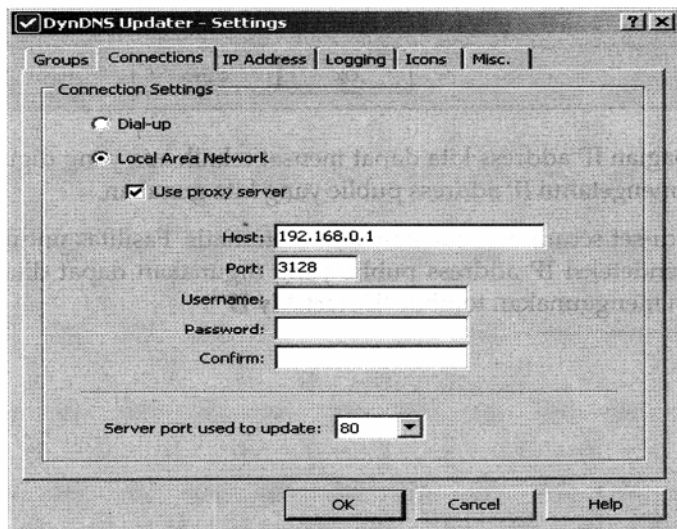 DynDNS Updater - Settings
Groups Connections IP Address Logging Icons Misc.
Connection Settings
Dial-up
Local Area Network
Use proxy server
Host: 192.168.0.1
Port: 3128
Username:
Password:
Confirm:
Server port used to update: 80
OK Cancel Help